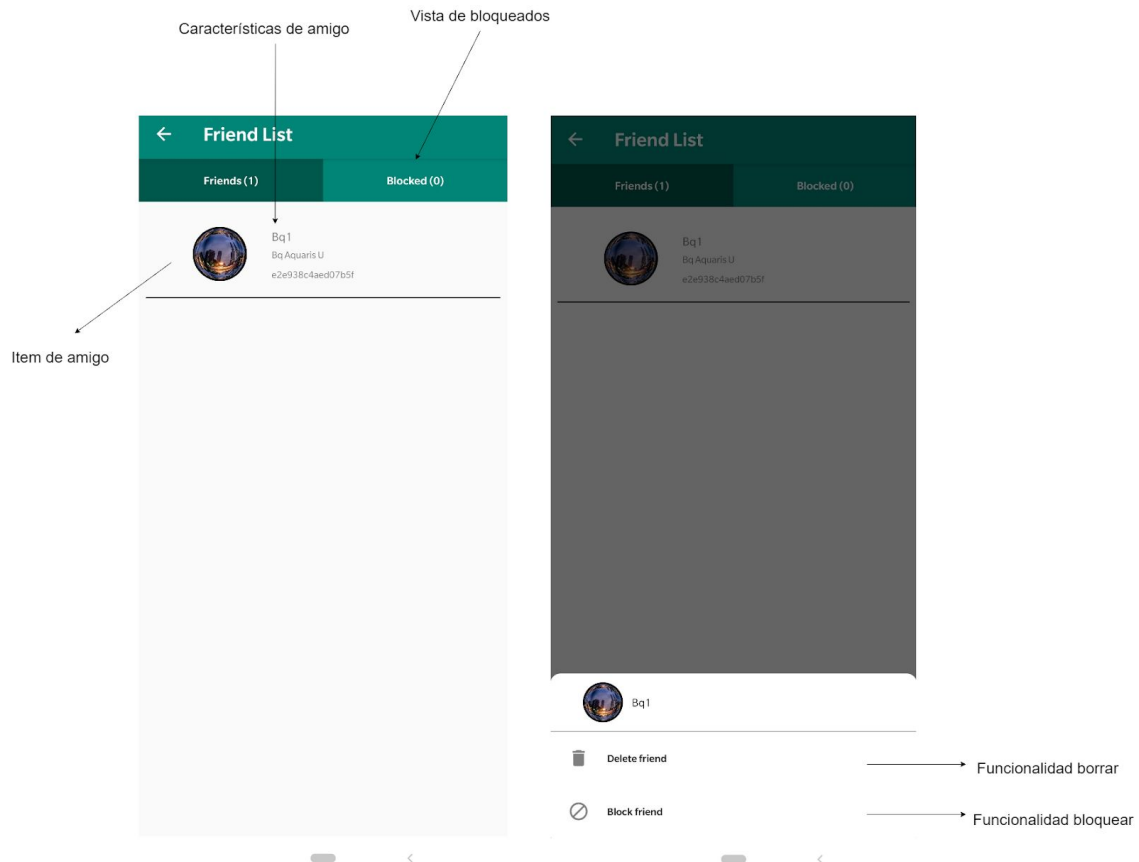 Vista de bloqueados
Características de amigo
Friend List
Friends (1)
Blocked (0)
Bq1
Bq Aquaris U
e2e938c4aed07b5f
Item de amigo
Friend List
Friends (1)
Blocked (0)
Bq1
Bq Aquaris U
e2e938c4aed07b5f
Bq1
Delete friend
Funcionalidad borrar
Block friend
Funcionalidad bloquear